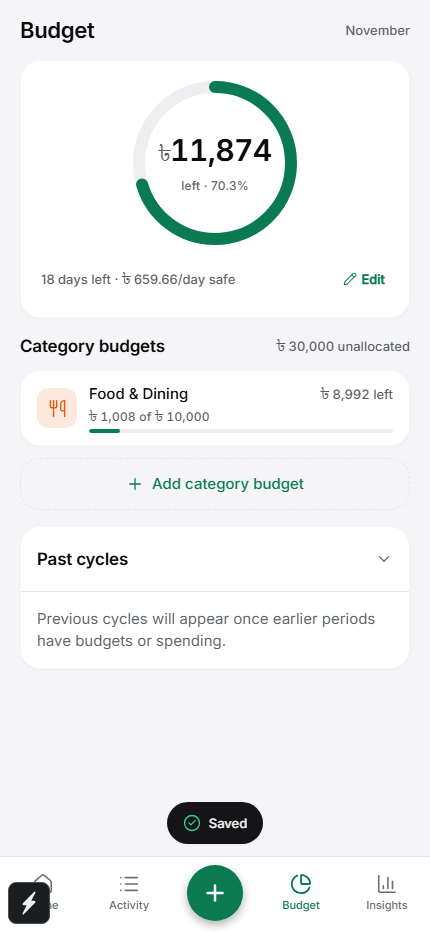 Budget
November
৳11,874
left · 70.3%
18 days left · ৳ 659.66/day safe
Edit
Category budgets
৳ 30,000 unallocated
Food & Dining
৳ 8,992 left
৳ 1,008 of ৳ 10,000
+ Add category budget
Past cycles
Previous cycles will appear once earlier periods
have budgets or spending.
Saved
Activity
Budget
Insights